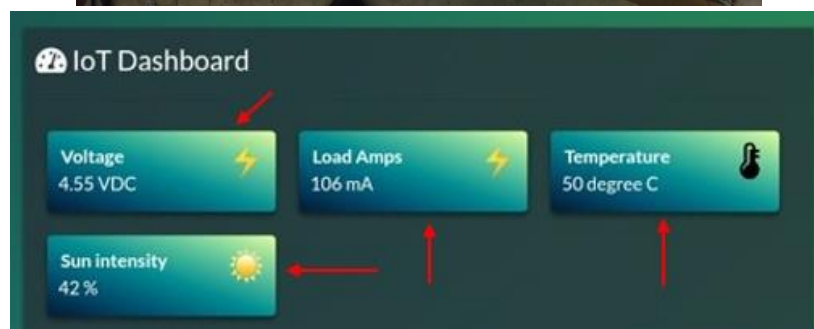 IoT Dashboard
Voltage
4.55 VDC
Load Amps
106 mA
Temperature
50 degree C
Sun intensity
42 %